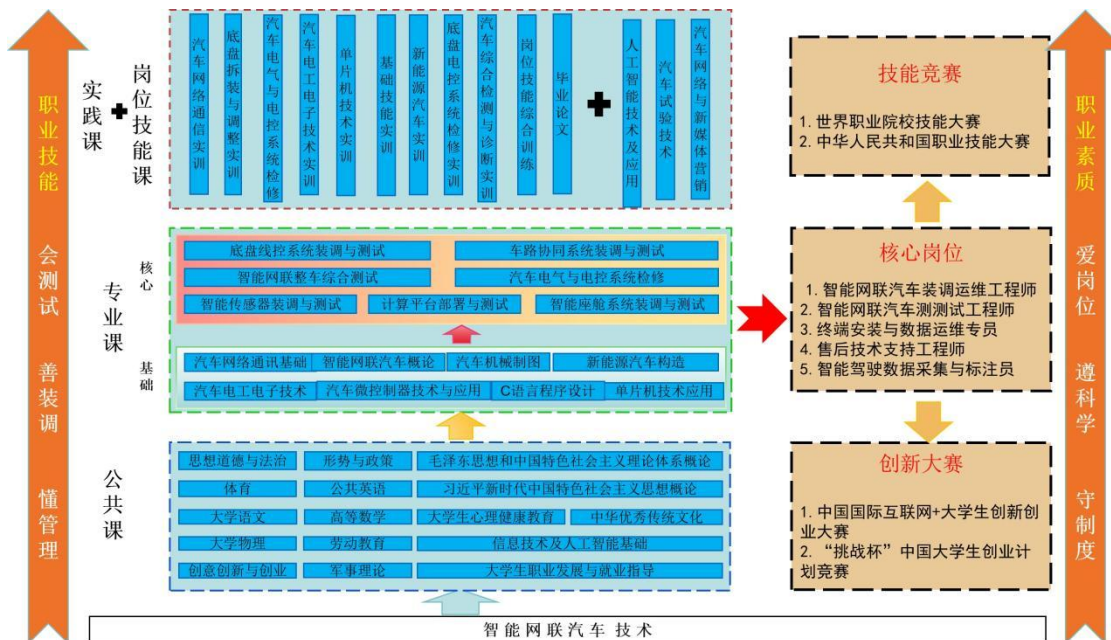 职业技能
会测试
善装调
懂管理
实践课
+
岗位技能课
汽车网络通信实训
底盘拆装与调整实训
汽车电气与电控系统检修
汽车电工电子技术实训
单片机技术实训
基础技能实训
新能源汽车实训
底盘电控系统检修实训
汽车综合检测与诊断实训
岗位技能综合训练
毕业论文
+
人工智能技术及应用
汽车试验技术
汽车网络与新媒体营销
专业课
核心
底盘线控系统装调与测试
车路协同系统装调与测试
智能网联整车综合测试
汽车电气与电控系统检修
智能传感器装调与测试
计算平台部署与测试
智能座舱系统装调与测试
基础
汽车网络通讯基础
智能网联汽车概论
汽车机械制图
新能源汽车构造
汽车电工电子技术
汽车微控制器技术与应用
C语言程序设计
单片机技术应用
公共课
思想道德与法治
形势与政策
毛泽东思想和中国特色社会主义理论体系概论
体育
公共英语
习近平新时代中国特色社会主义思想概论
大学语文
高等数学
大学生心理健康教育
中华优秀传统文化
大学物理
劳动教育
信息技术及人工智能基础
创意创新与创业
军事理论
大学生职业发展与就业指导
智能网联汽车 技术
技能竞赛
1. 世界职业院校技能大赛
2. 中华人民共和国职业技能大赛
核心岗位
1. 智能网联汽车装调运维工程师
2. 智能网联汽车测测试工程师
3. 终端安装与数据运维专员
4. 售后技术支持工程师
5. 智能驾驶数据采集与标注员
创新大赛
1. 中国国际互联网+大学生创新创
业大赛
2. “挑战杯”中国大学生创业计
划竞赛
职业素质
爱岗位
遵科学
守制度